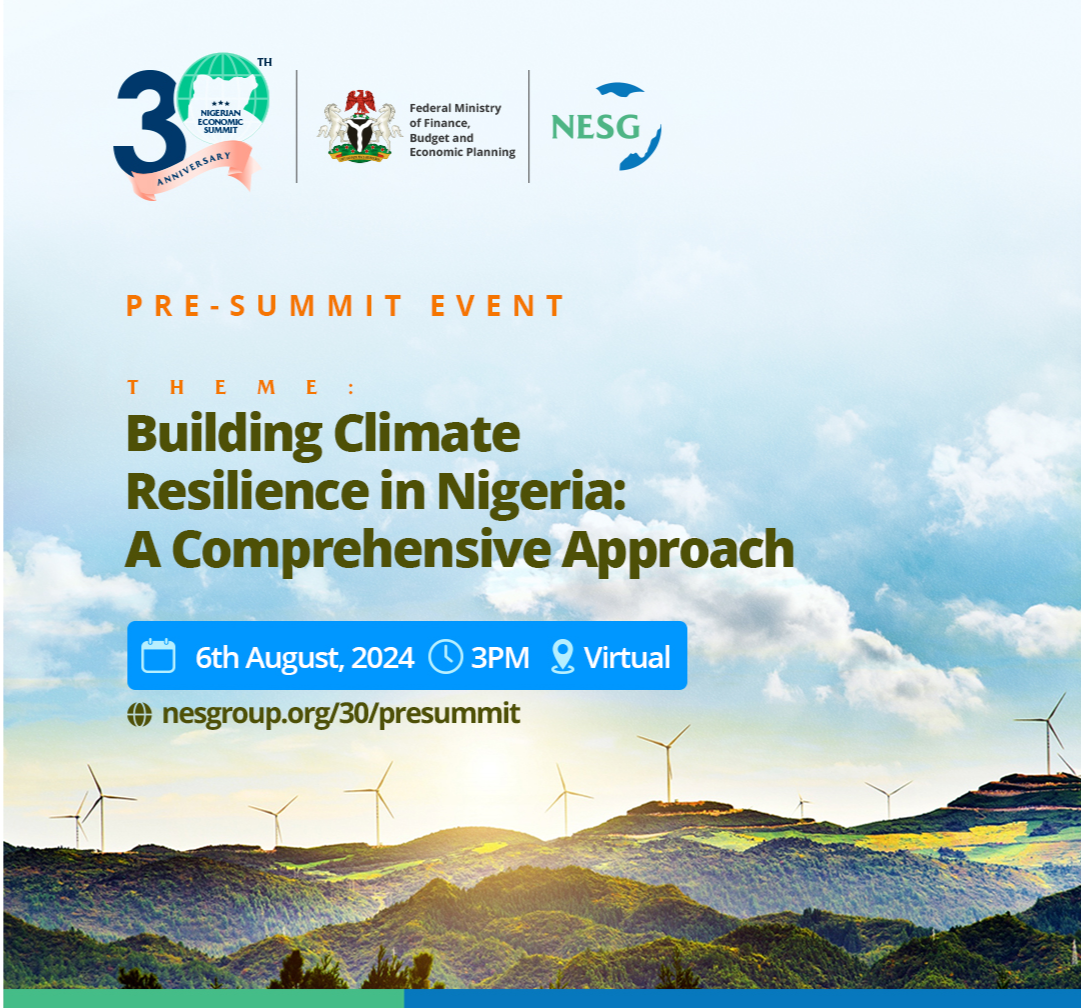 30TH
NIGERIAN
ECONOMIC
SUMMIT
ANNIVERSARY
Federal Ministry
of Finance,
Budget and
Economic Planning
NESG
PRE-SUMMIT EVENT
THEME:
Building Climate
Resilience in Nigeria:
A Comprehensive Approach
6th August, 2024 3PM Virtual
nesgroup.org/30/presummit